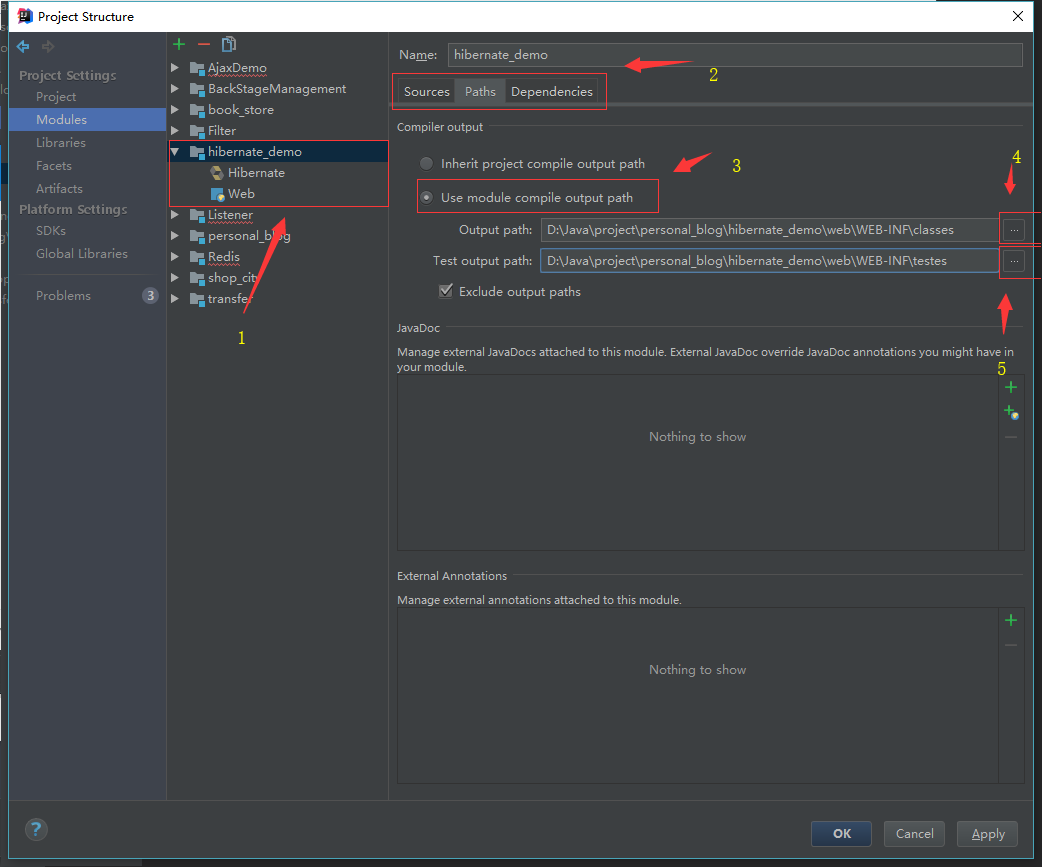 Project Structure
Project Settings
Project
Modules
Libraries
Facets
Artifacts
Platform Settings
SDKs
Global Libraries
Problems 3
AjaxDemo
BackStageManagement
book_store
Filter
hibernate_demo
Hibernate
Web
Listener
personal_blog
Redis
shop_city
transfer
1
Name: hibernate_demo
2
Sources Paths Dependencies
Compiler output
Inherit project compile output path
3
4
Use module compile output path
Output path: D:\Java\project\personal_blog\hibernate_demo\web\WEB-INF\classes ...
Test output path: D:\Java\project\personal_blog\hibernate_demo\web\WEB-INF\testes ...
Exclude output paths
JavaDoc
Manage external JavaDocs attached to this module. External JavaDoc override JavaDoc annotations you might have in
your module.
5
Nothing to show
External Annotations
Manage external annotations attached to this module.
Nothing to show
?
OK Cancel Apply